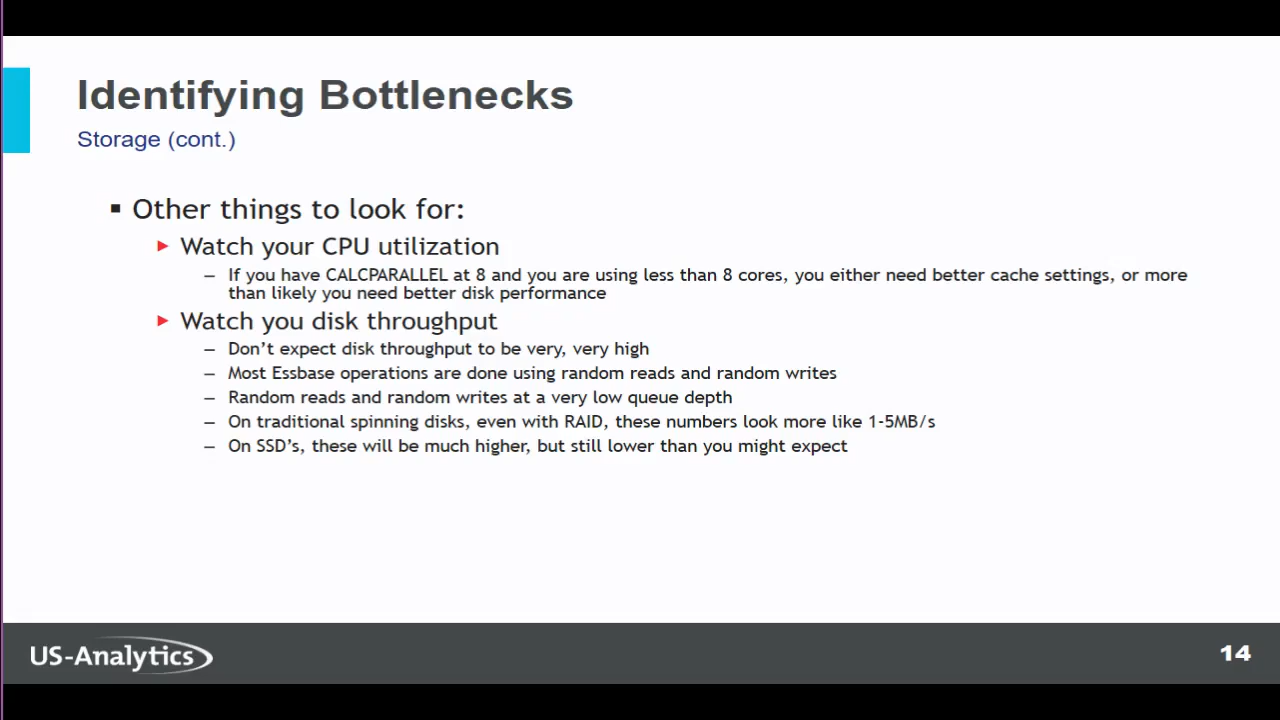 Identifying Bottlenecks
Storage (cont.)
▪ Other things to look for:
► Watch your CPU utilization
– If you have CALCPARALLEL at 8 and you are using less than 8 cores, you either need better cache settings, or more
than likely you need better disk performance
► Watch you disk throughput
– Don’t expect disk throughput to be very, very high
– Most Essbase operations are done using random reads and random writes
– Random reads and random writes at a very low queue depth
– On traditional spinning disks, even with RAID, these numbers look more like 1-5MB/s
– On SSD’s, these will be much higher, but still lower than you might expect
US-Analytics
14